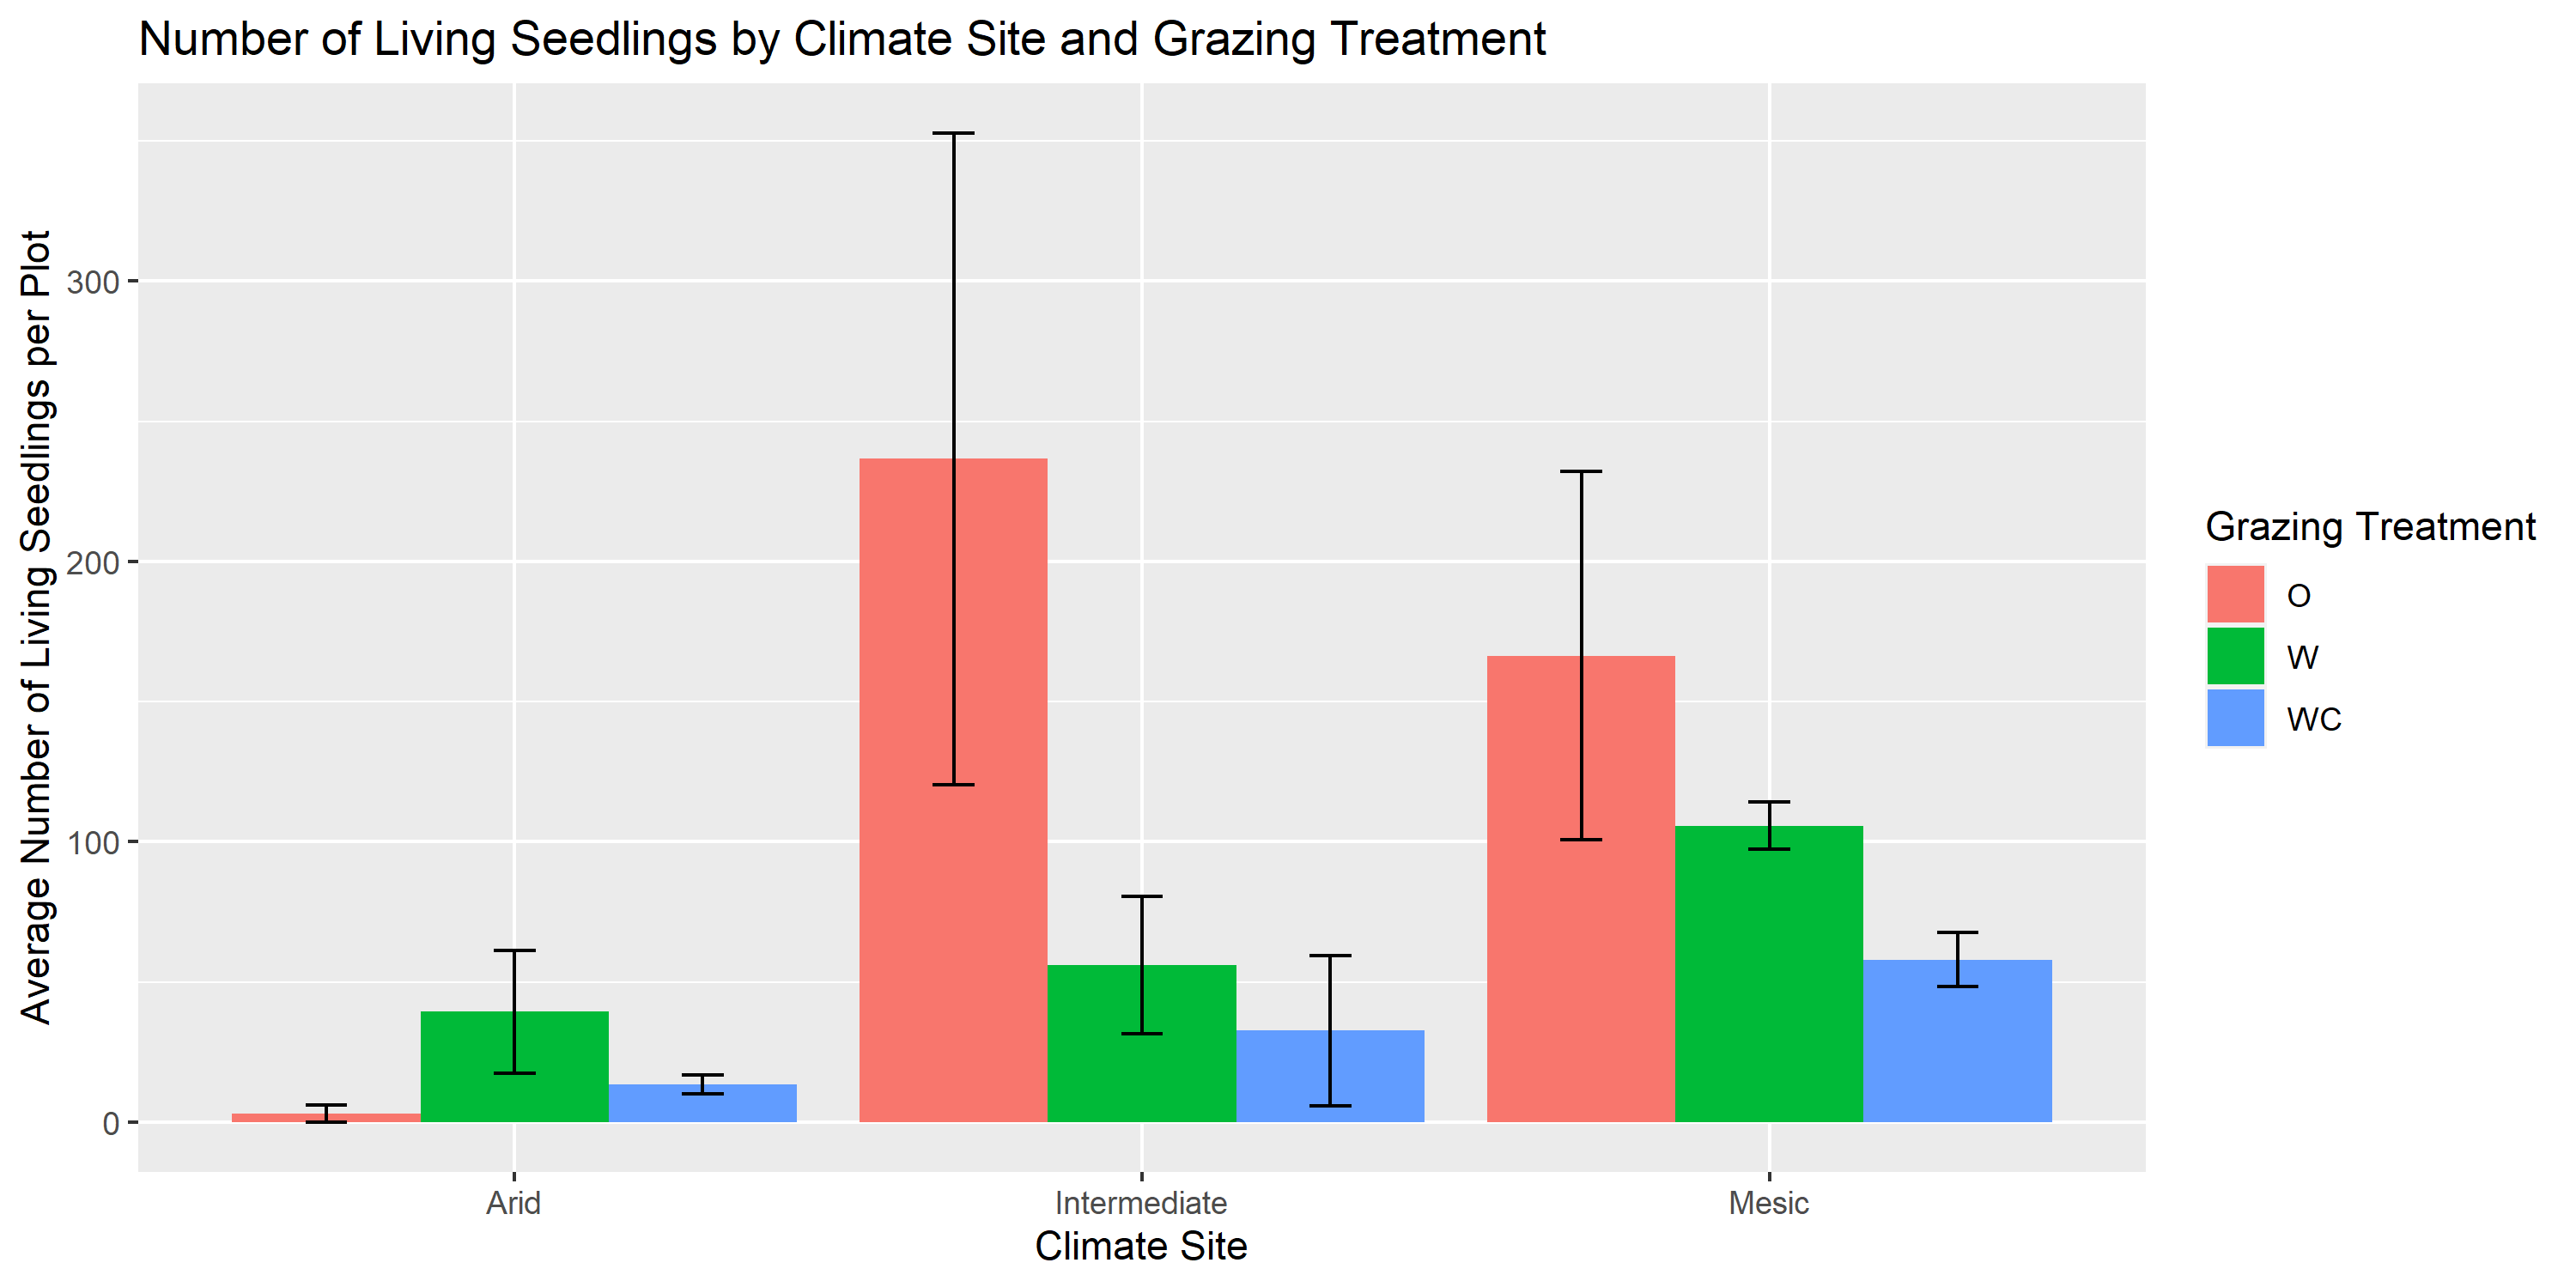 Number of Living Seedlings by Climate Site and Grazing Treatment
Average Number of Living Seedlings per Plot
300
200
100
0
Arid Intermediate Mesic
Climate Site
Grazing Treatment
O
W
WC